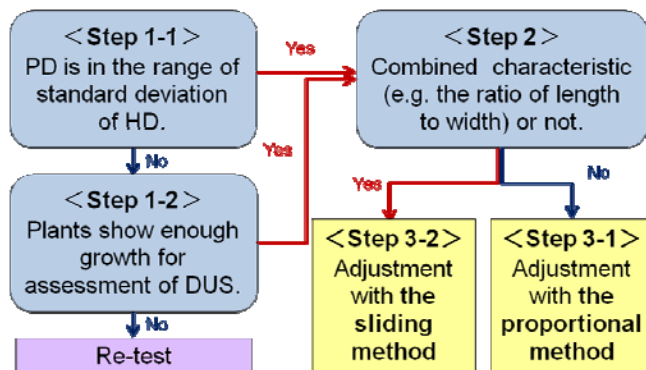 <Step 1-1>
PD is in the range of
standard deviation
of HD.
Yes
<Step 2>
Combined characteristic
(e.g. the ratio of length
to width) or not.
No
Yes
<Step 1-2>
Plants show enough
growth for
assessment of DUS.
Yes
No
<Step 3-2>
Adjustment
with the
sliding
method
<Step 3-1>
Adjustment
with the
proportional
method
No
Re-test